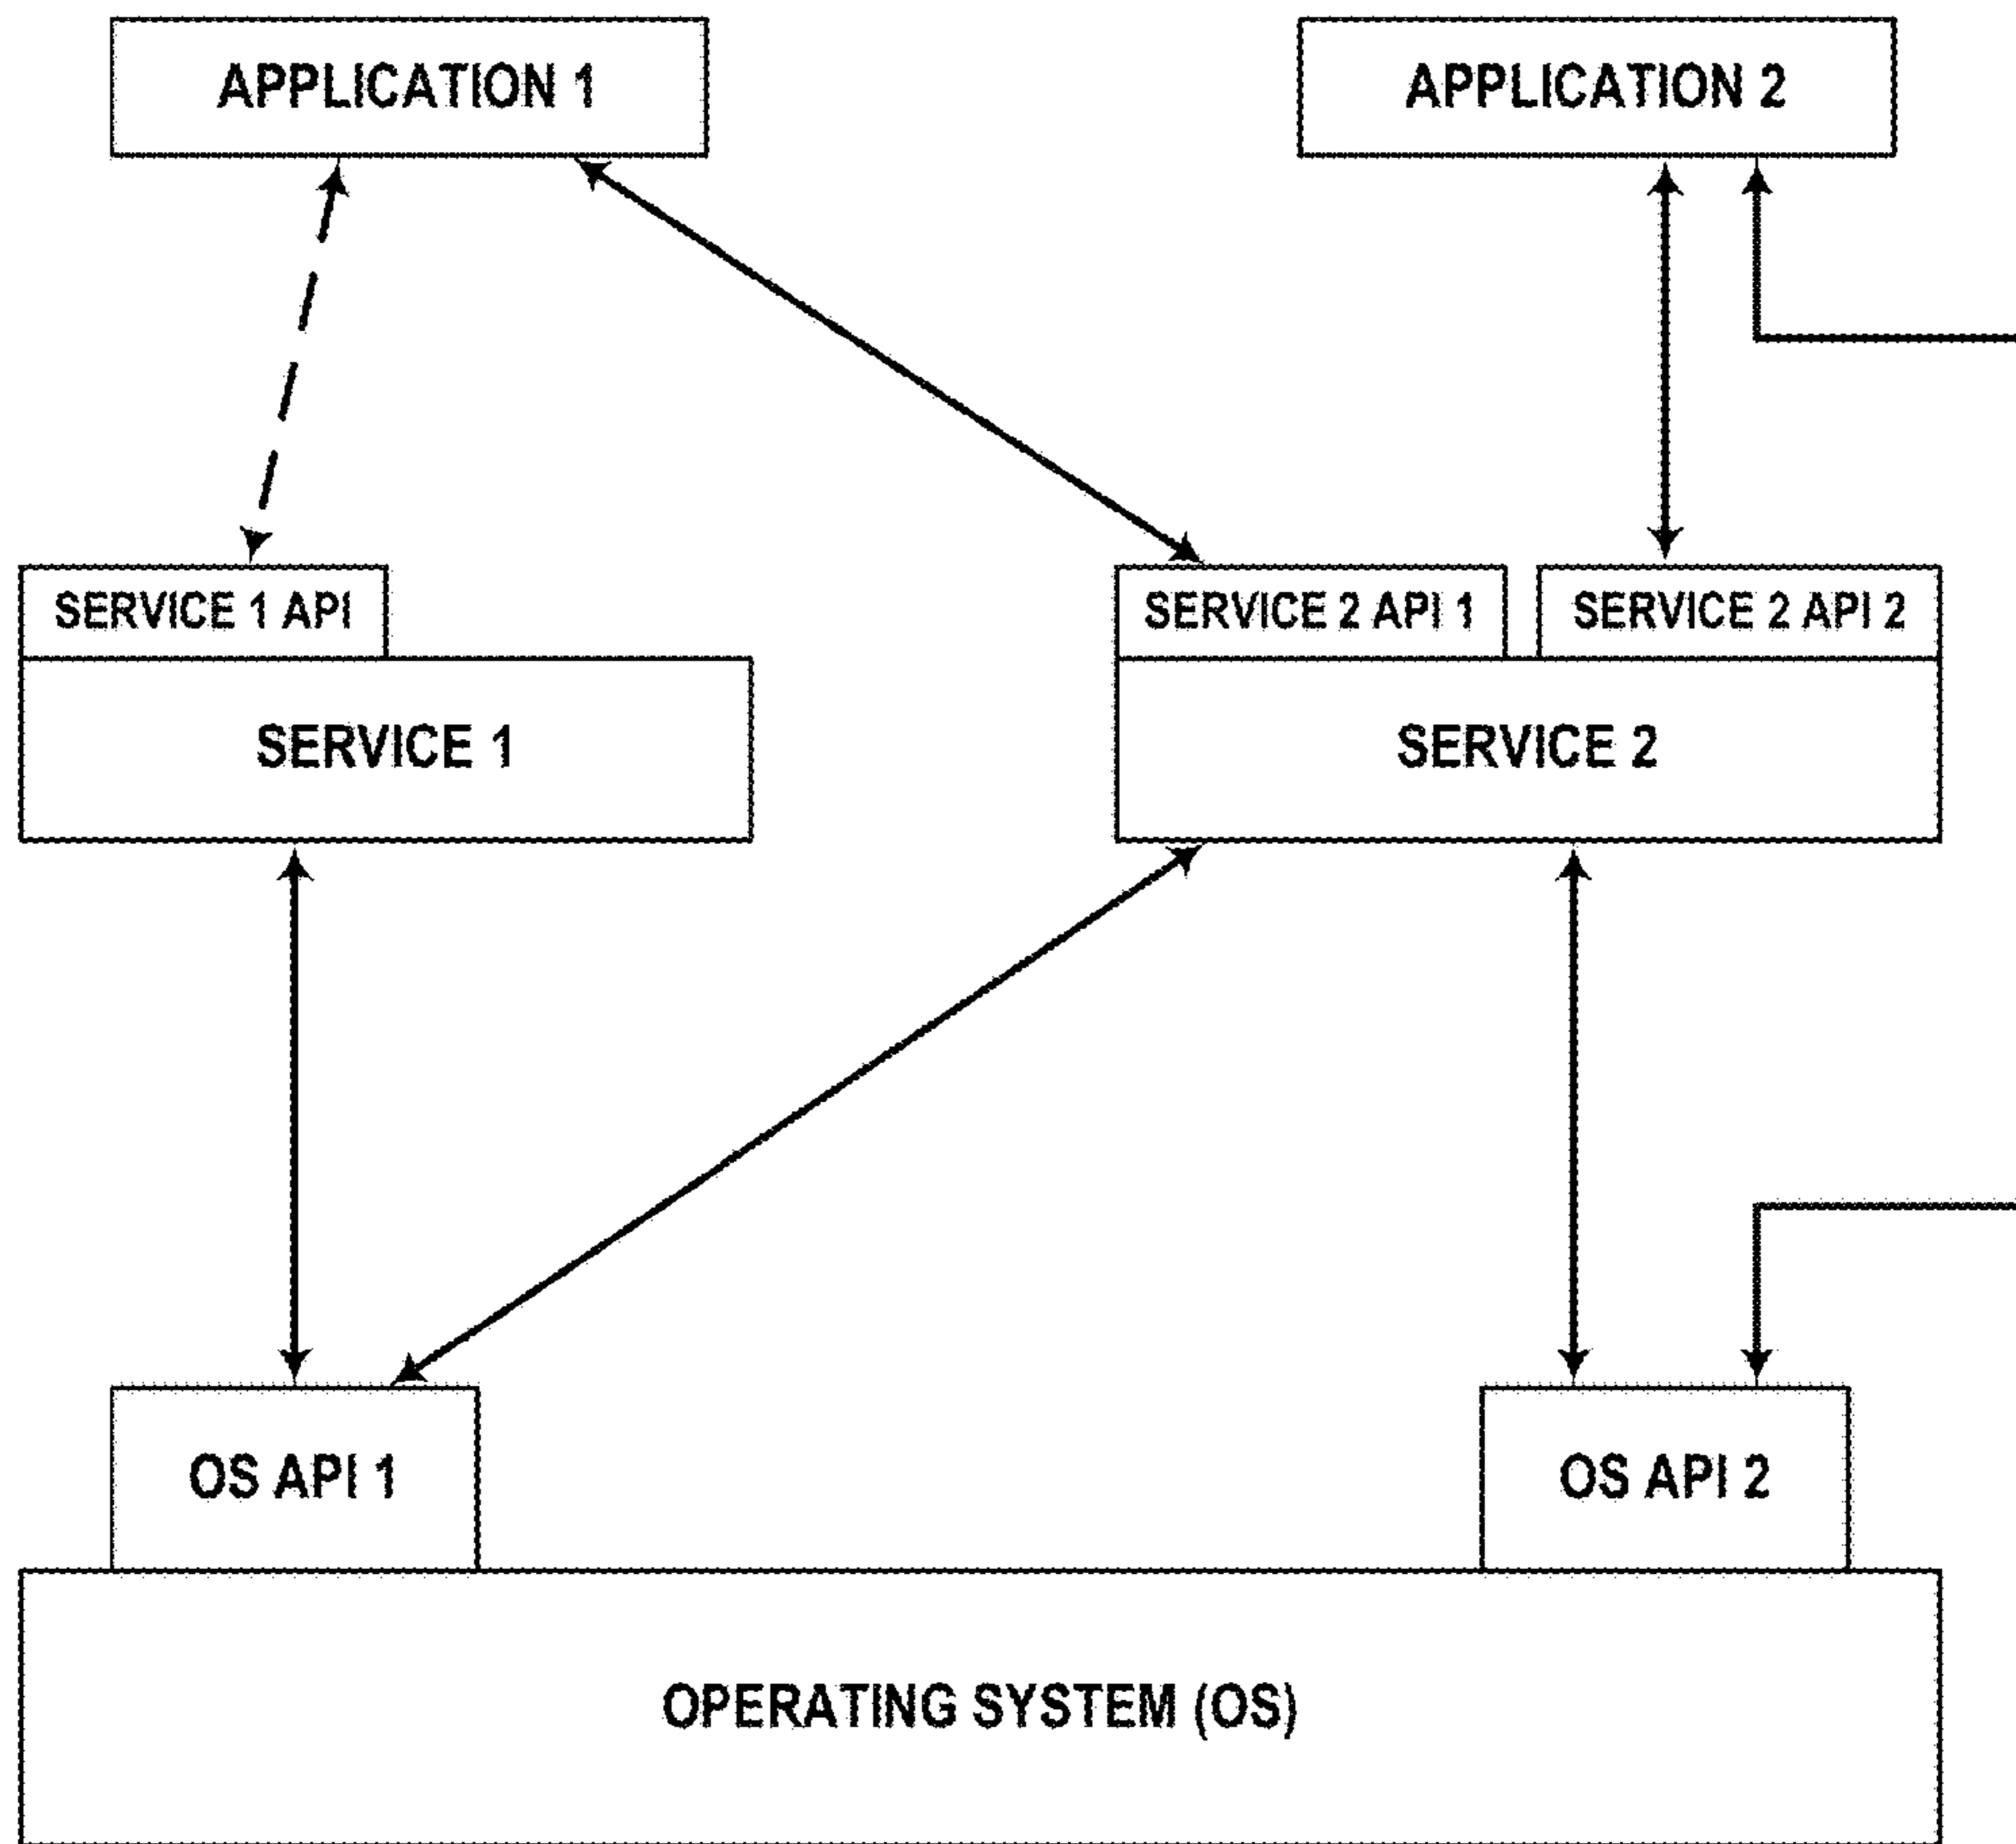 APPLICATION 1
APPLICATION 2
SERVICE 1 API
SERVICE 2 API 1
SERVICE 2 API 2
SERVICE 1
SERVICE 2
OS API 1
OS API 2
OPERATING SYSTEM (OS)